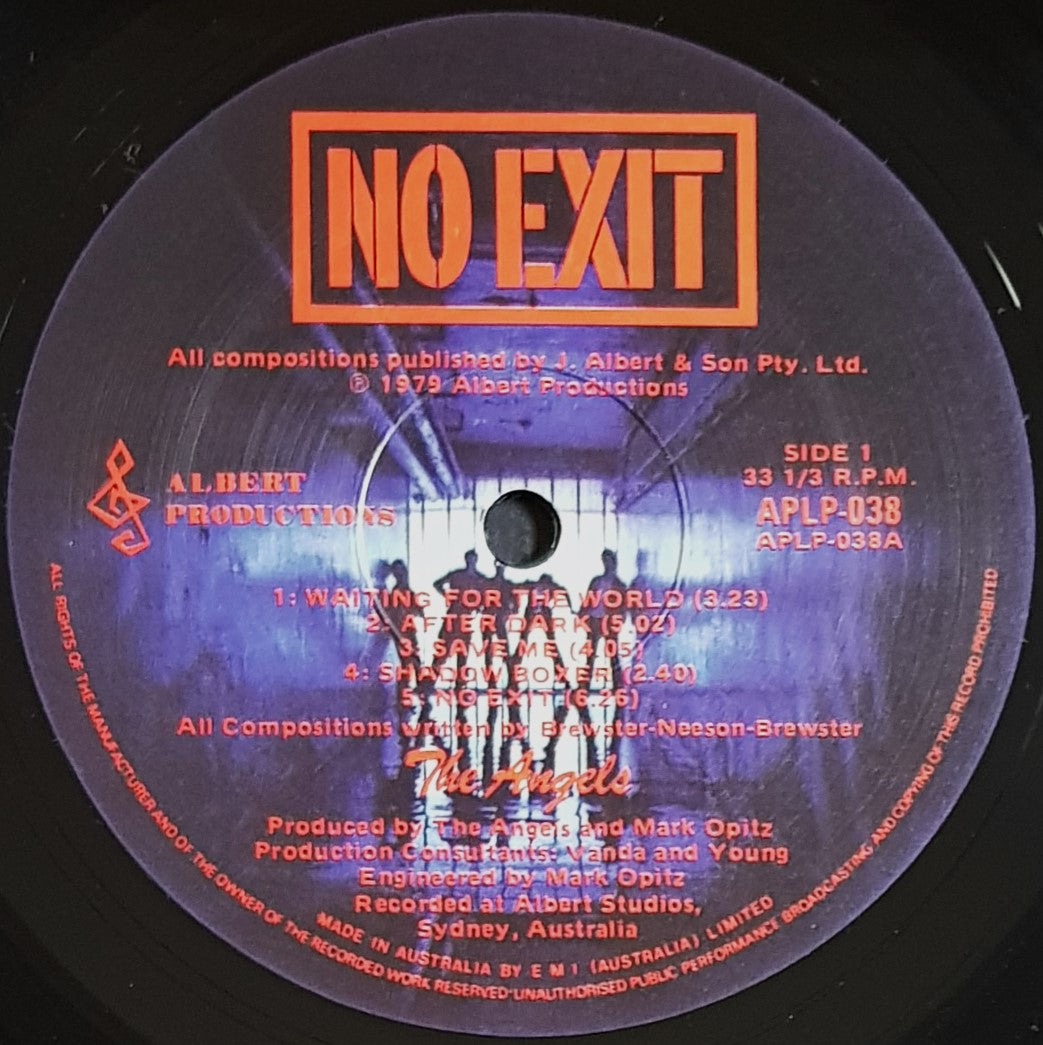 NO EXIT
All compositions published by J. Albert & Son Pty. Ltd.
℗ 1979 Albert Productions
ALBERT
PRODUCTIONS
SIDE 1
33 1/3 R.P.M.
APLP-038
APLP-038A
1: WAITING FOR THE WORLD (3.23)
2: AFTER DARK (5.02)
3: SAVE ME (4.05)
4: SHADOW BOXER (2.40)
5: NO EXIT (6.26)
All Compositions written by Brewster-Neeson-Brewster
The Angels
Produced by The Angels and Mark Opitz
Production Consultants: Vanda and Young
Engineered by Mark Opitz
Recorded at Albert Studios,
Sydney, Australia
MADE IN AUSTRALIA BY E M I (AUSTRALIA) LIMITED
ALL RIGHTS OF THE MANUFACTURER AND OF THE OWNER OF THE RECORDED WORK RESERVED·UNAUTHORISED PUBLIC PERFORMANCE BROADCASTING AND COPYING OF THIS RECORD PROHIBITED